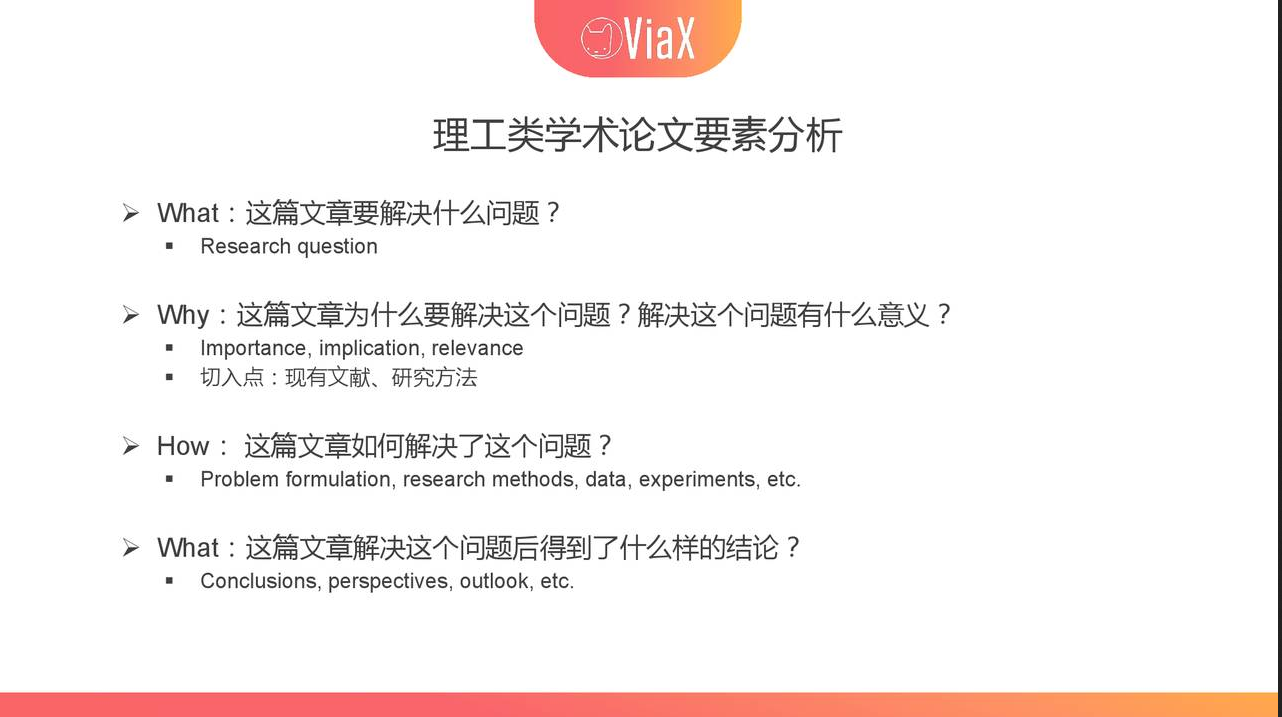 ViaX
理工类学术论文要素分析
➢ What：这篇文章要解决什么问题？
▪ Research question
➢ Why：这篇文章为什么要解决这个问题？解决这个问题有什么意义？
▪ Importance, implication, relevance
▪ 切入点：现有文献、研究方法
➢ How： 这篇文章如何解决了这个问题？
▪ Problem formulation, research methods, data, experiments, etc.
➢ What：这篇文章解决这个问题后得到了什么样的结论？
▪ Conclusions, perspectives, outlook, etc.